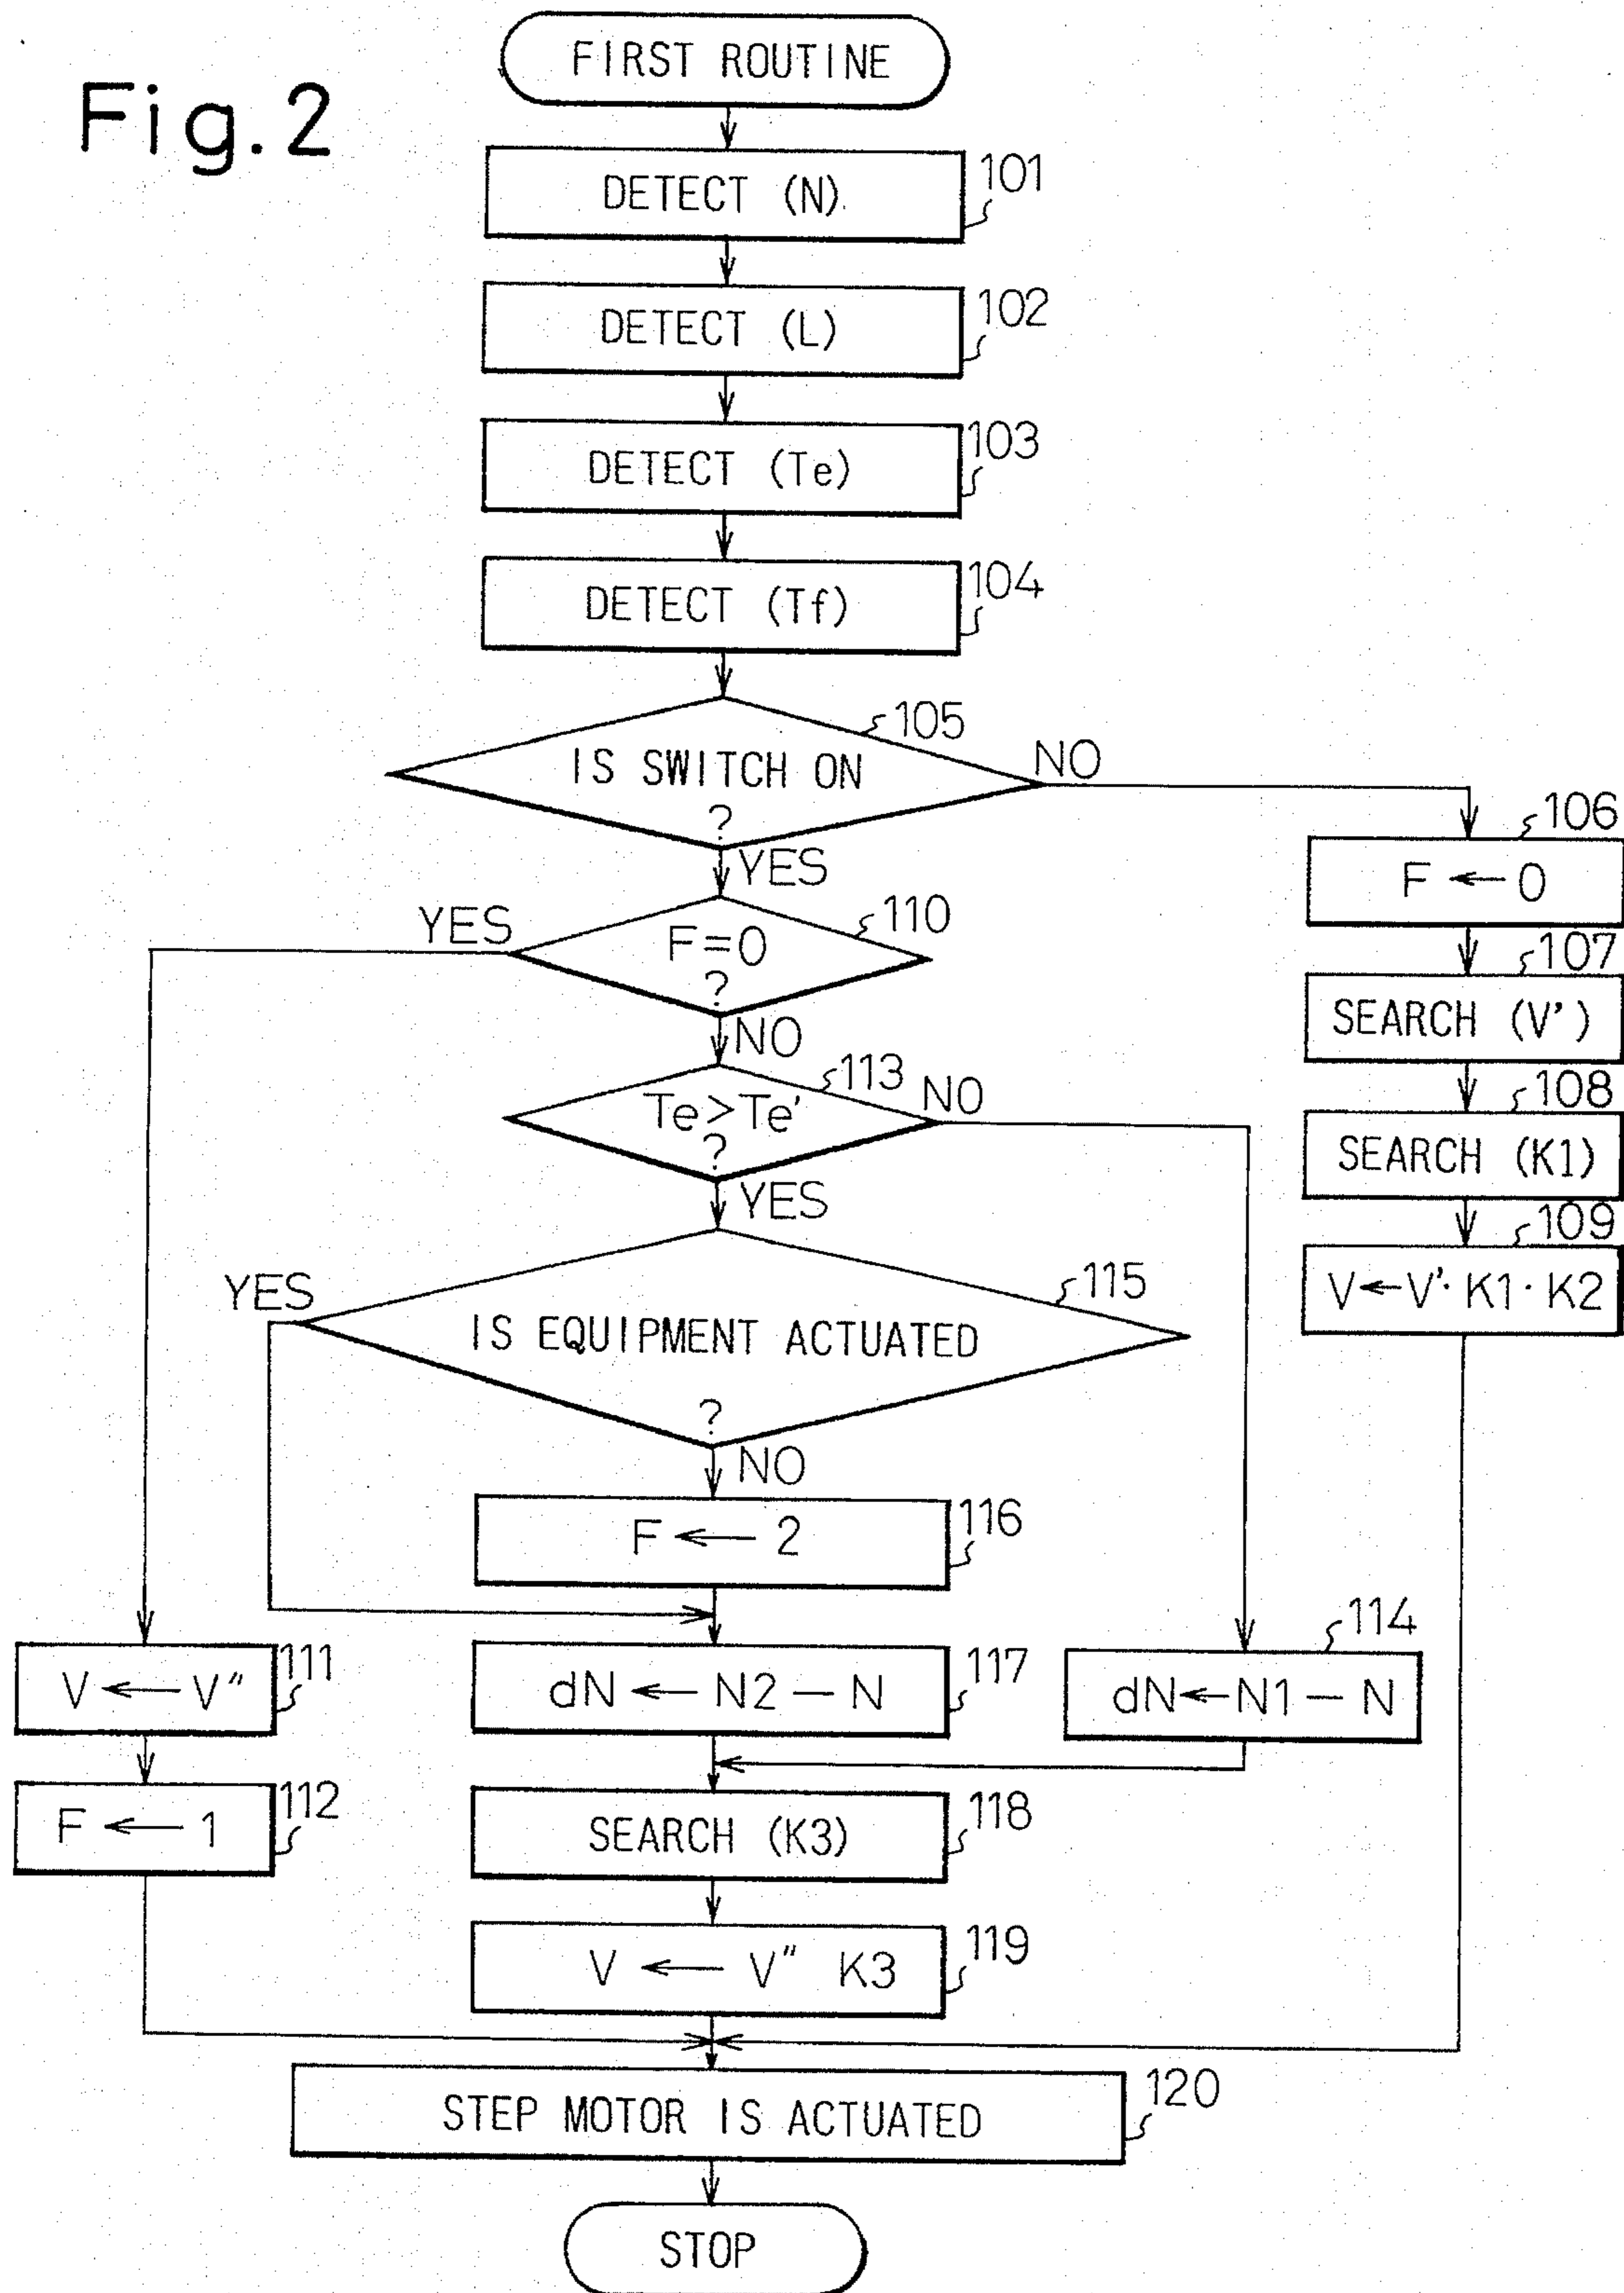 Fig.2
FIRST ROUTINE
DETECT (N)
101
DETECT (L)
102
DETECT (Te)
103
DETECT (Tf)
104
IS SWITCH ON
?
105
NO
YES
106
F ← 0
107
SEARCH (V')
108
SEARCH (K1)
109
V←V'· K1 · K2
110
F=0
?
YES
NO
113
Te>Te'
?
NO
YES
115
IS EQUIPMENT ACTUATED
?
YES
NO
F ← 2
116
V ← V"
111
dN ← N2 — N
117
114
dN←N1 — N
F ← 1
112
SEARCH (K3)
118
V ← V" K3
119
STEP MOTOR IS ACTUATED
120
STOP